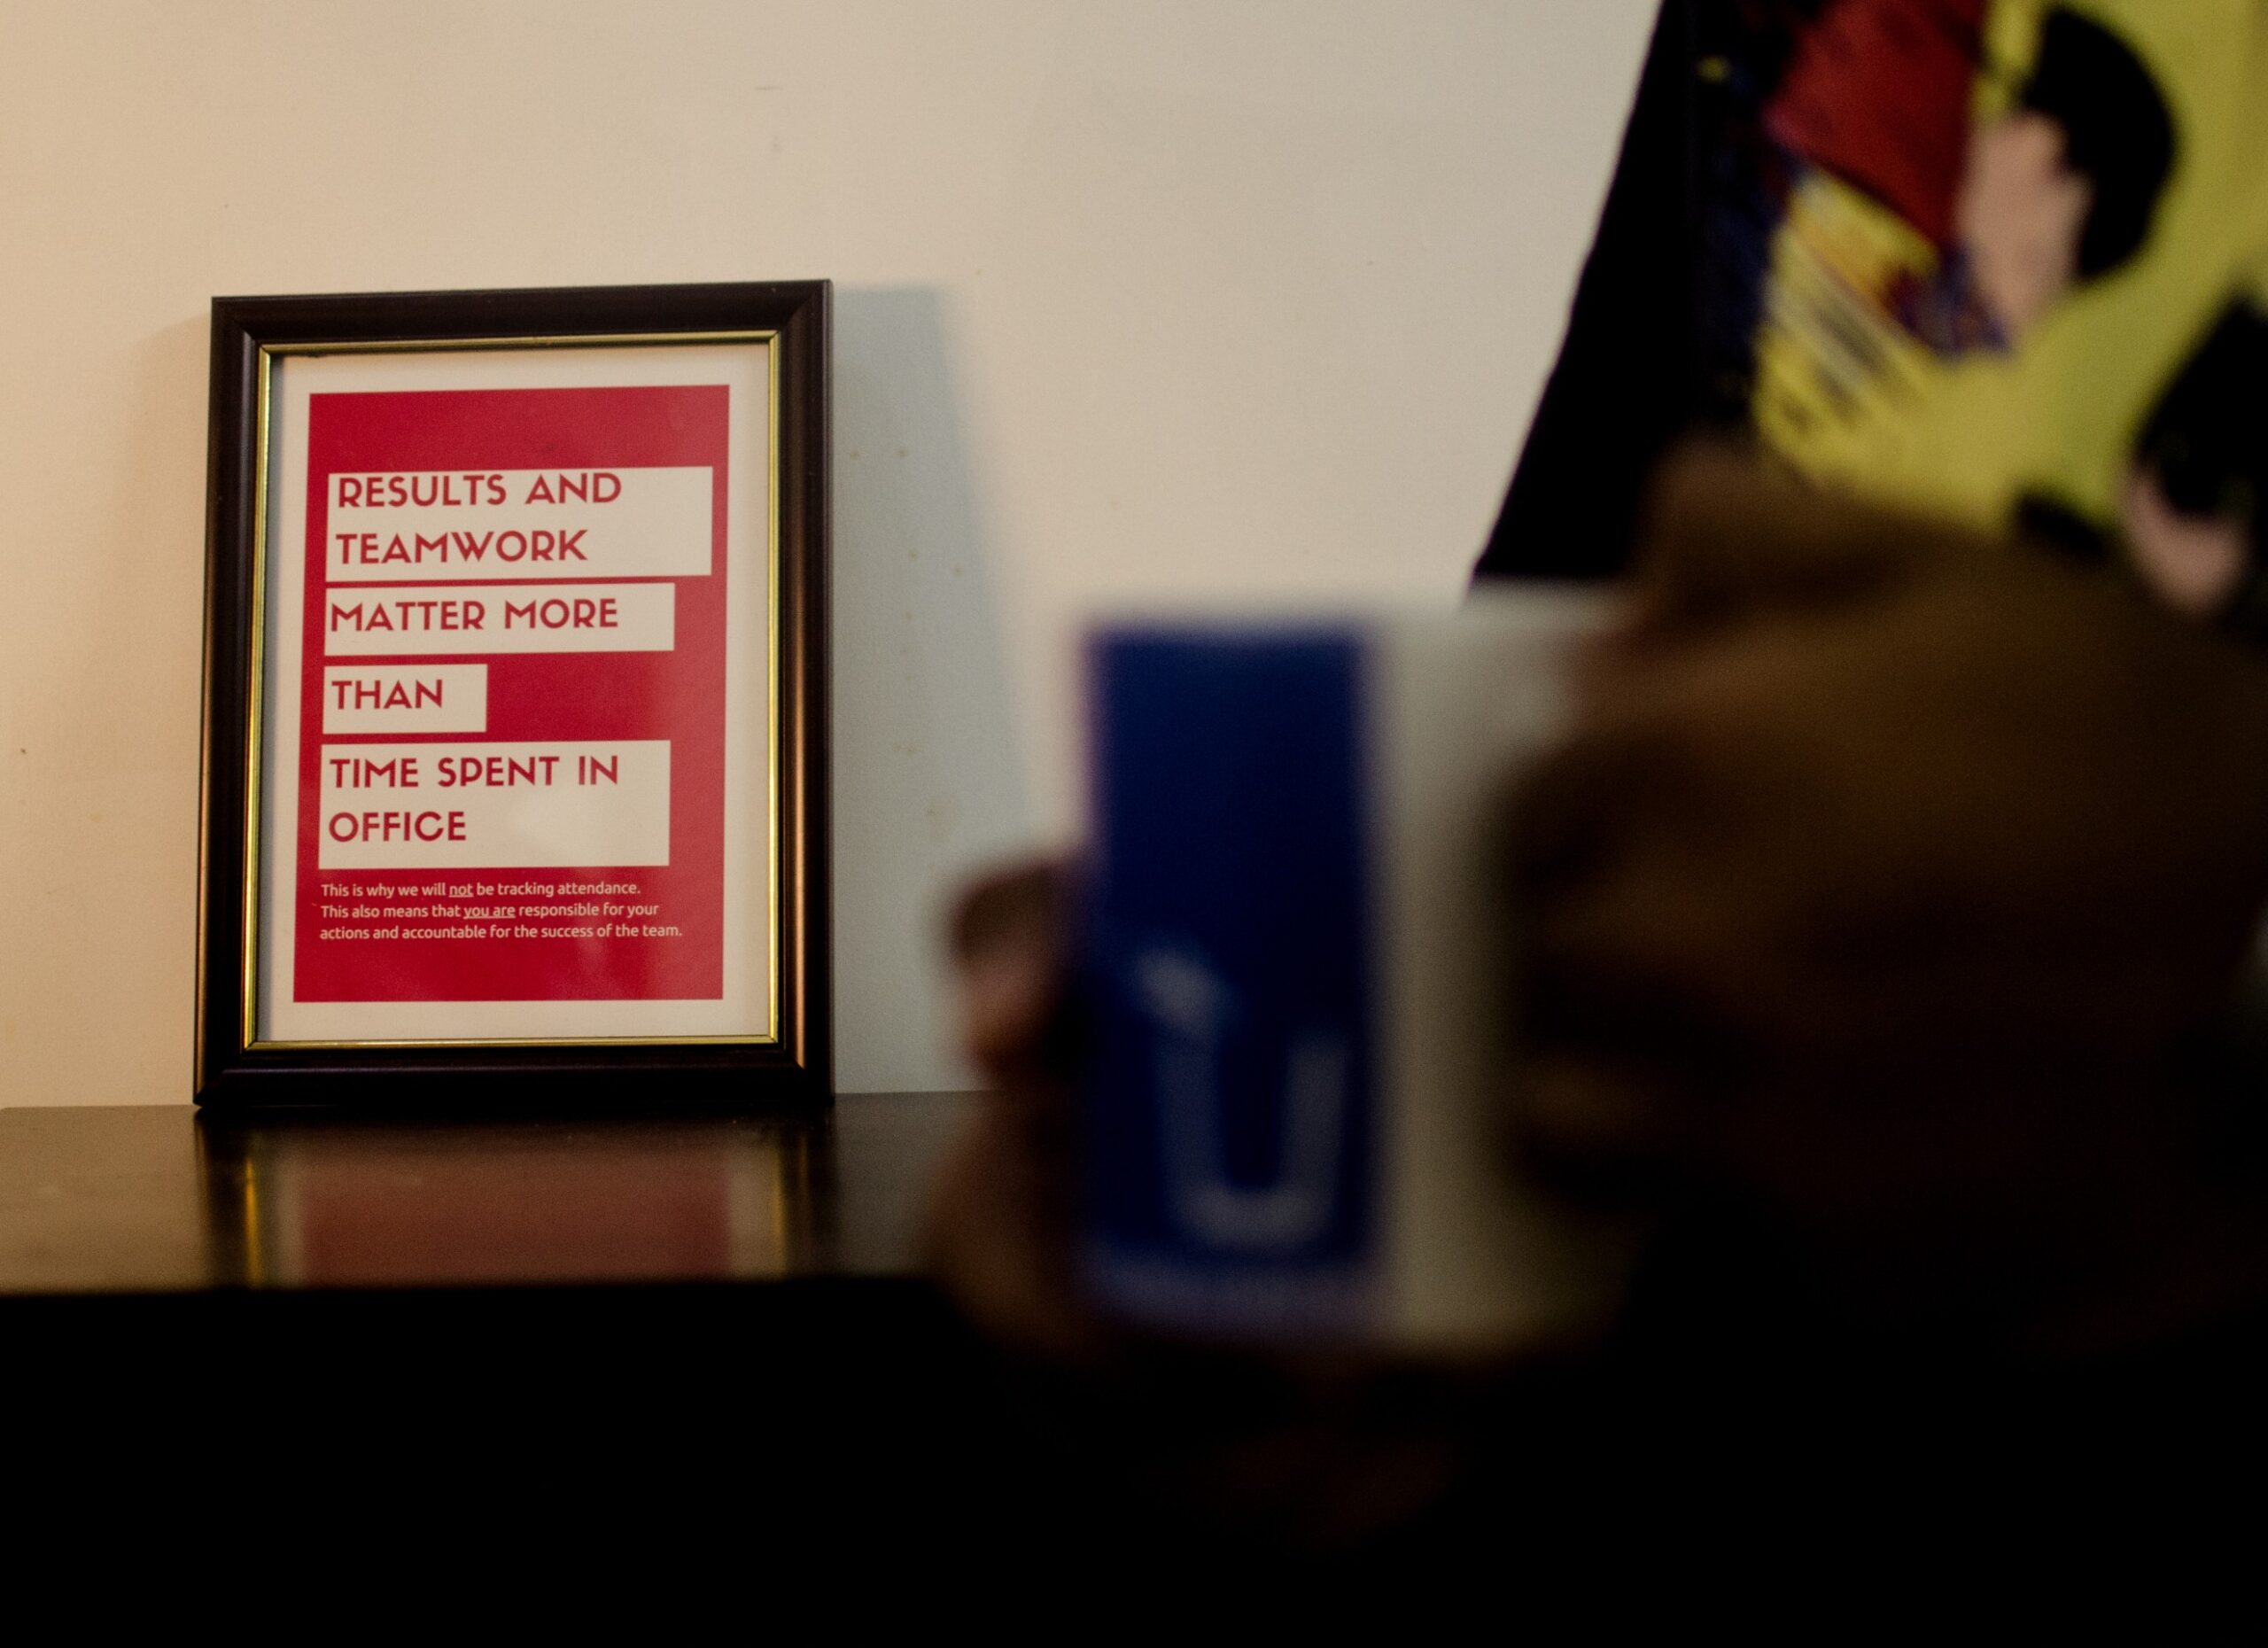 RESULTS AND
TEAMWORK
MATTER MORE
THAN
TIME SPENT IN
OFFICE
This is why we will not be tracking attendance.
This also means that you are responsible for your
actions and accountable for the success of the team.